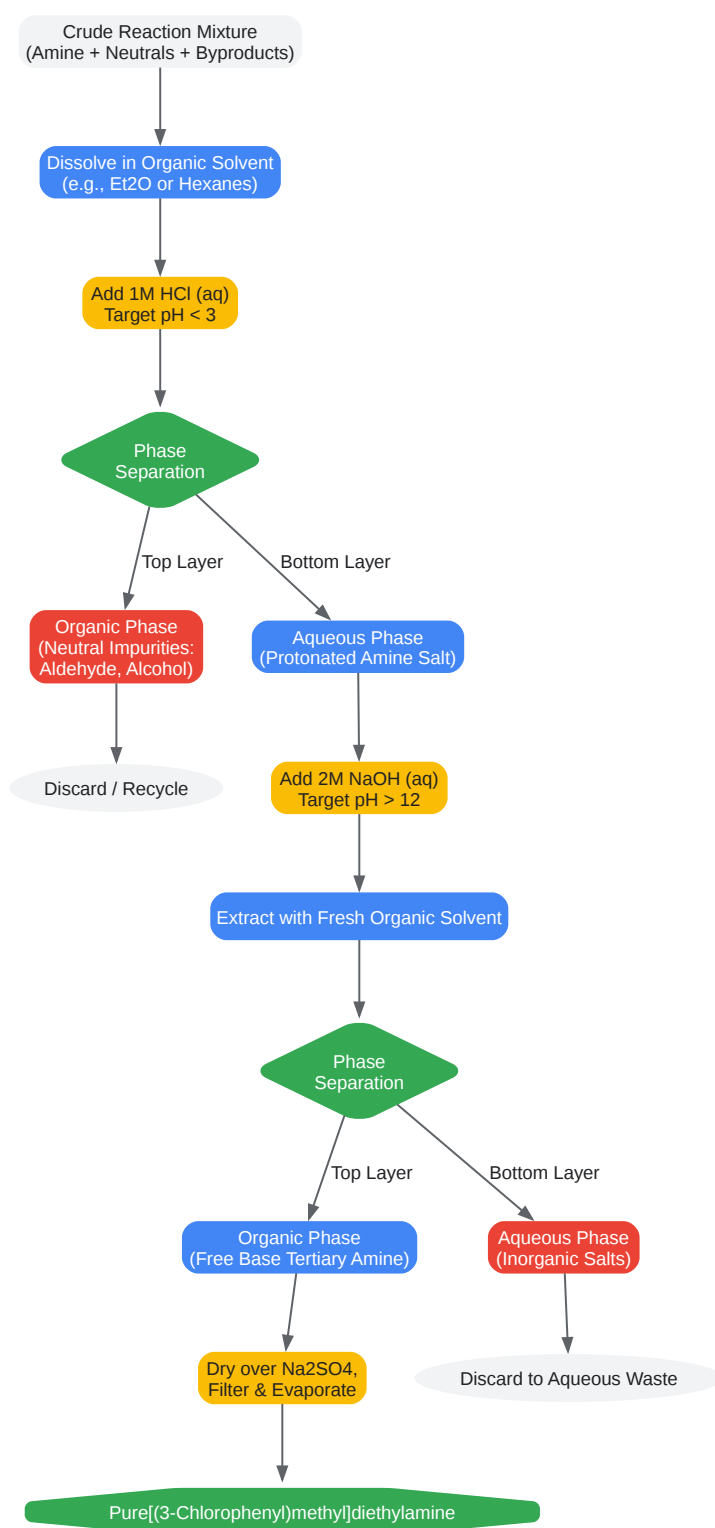 Crude Reaction Mixture
(Amine + Neutrals + Byproducts)
Dissolve in Organic Solvent
(e.g., Et2O or Hexanes)
Add 1M HCl (aq)
Target pH < 3
Phase
Separation
Top Layer
Bottom Layer
Organic Phase
(Neutral Impurities:
Aldehyde, Alcohol)
Aqueous Phase
(Protonated Amine Salt)
Discard / Recycle
Add 2M NaOH (aq)
Target pH > 12
Extract with Fresh Organic Solvent
Phase
Separation
Top Layer
Bottom Layer
Organic Phase
(Free Base Tertiary Amine)
Aqueous Phase
(Inorganic Salts)
Dry over Na2SO4,
Filter & Evaporate
Discard to Aqueous Waste
Pure[(3-Chlorophenyl)methyl]diethylamine